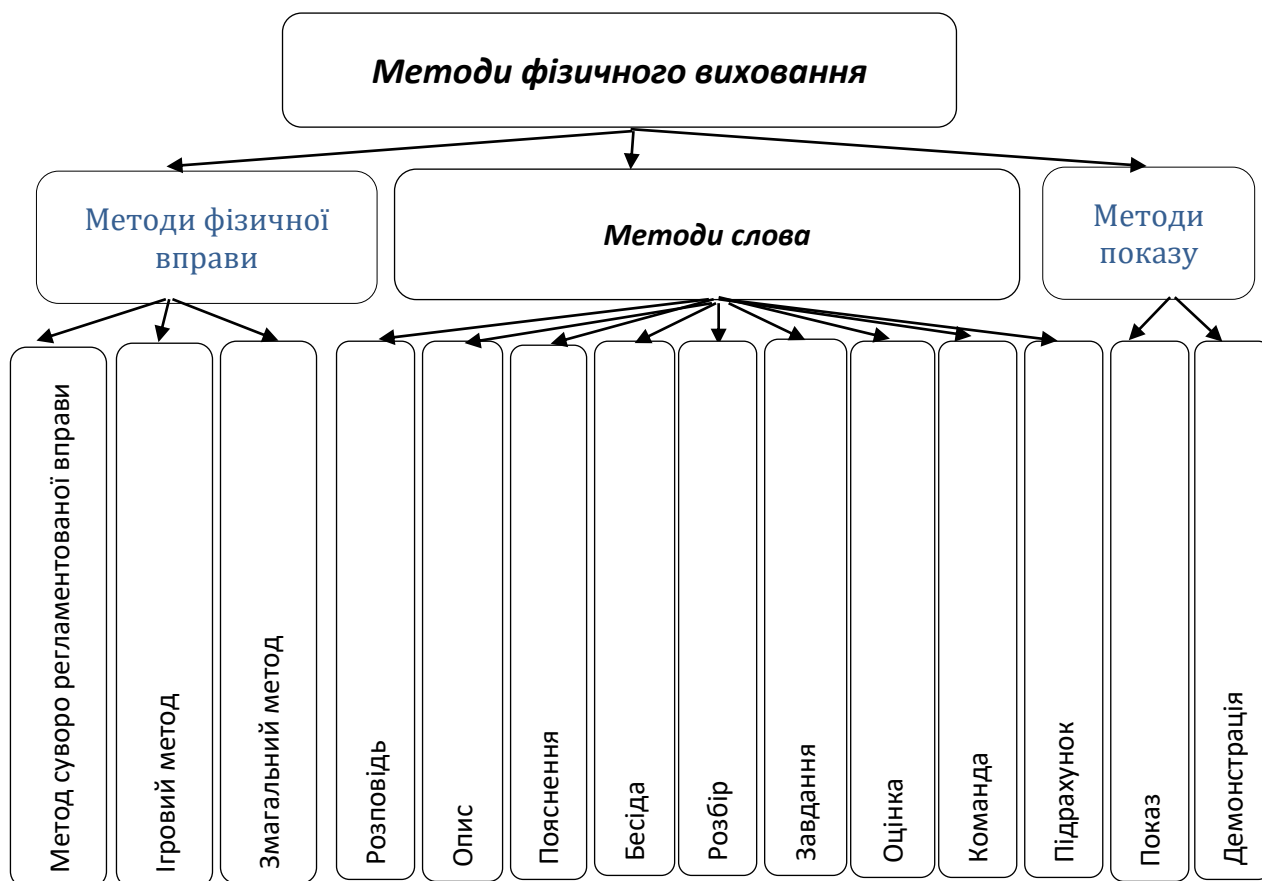 Методи фізичного виховання
Методи фізичної
вправи
Методи слова
Методи
показу
Метод суворо регламентованої вправи
Ігровий метод
Змагальний метод
Розповідь
Опис
Пояснення
Бесіда
Розбір
Завдання
Оцінка
Команда
Підрахунок
Показ
Демонстрація